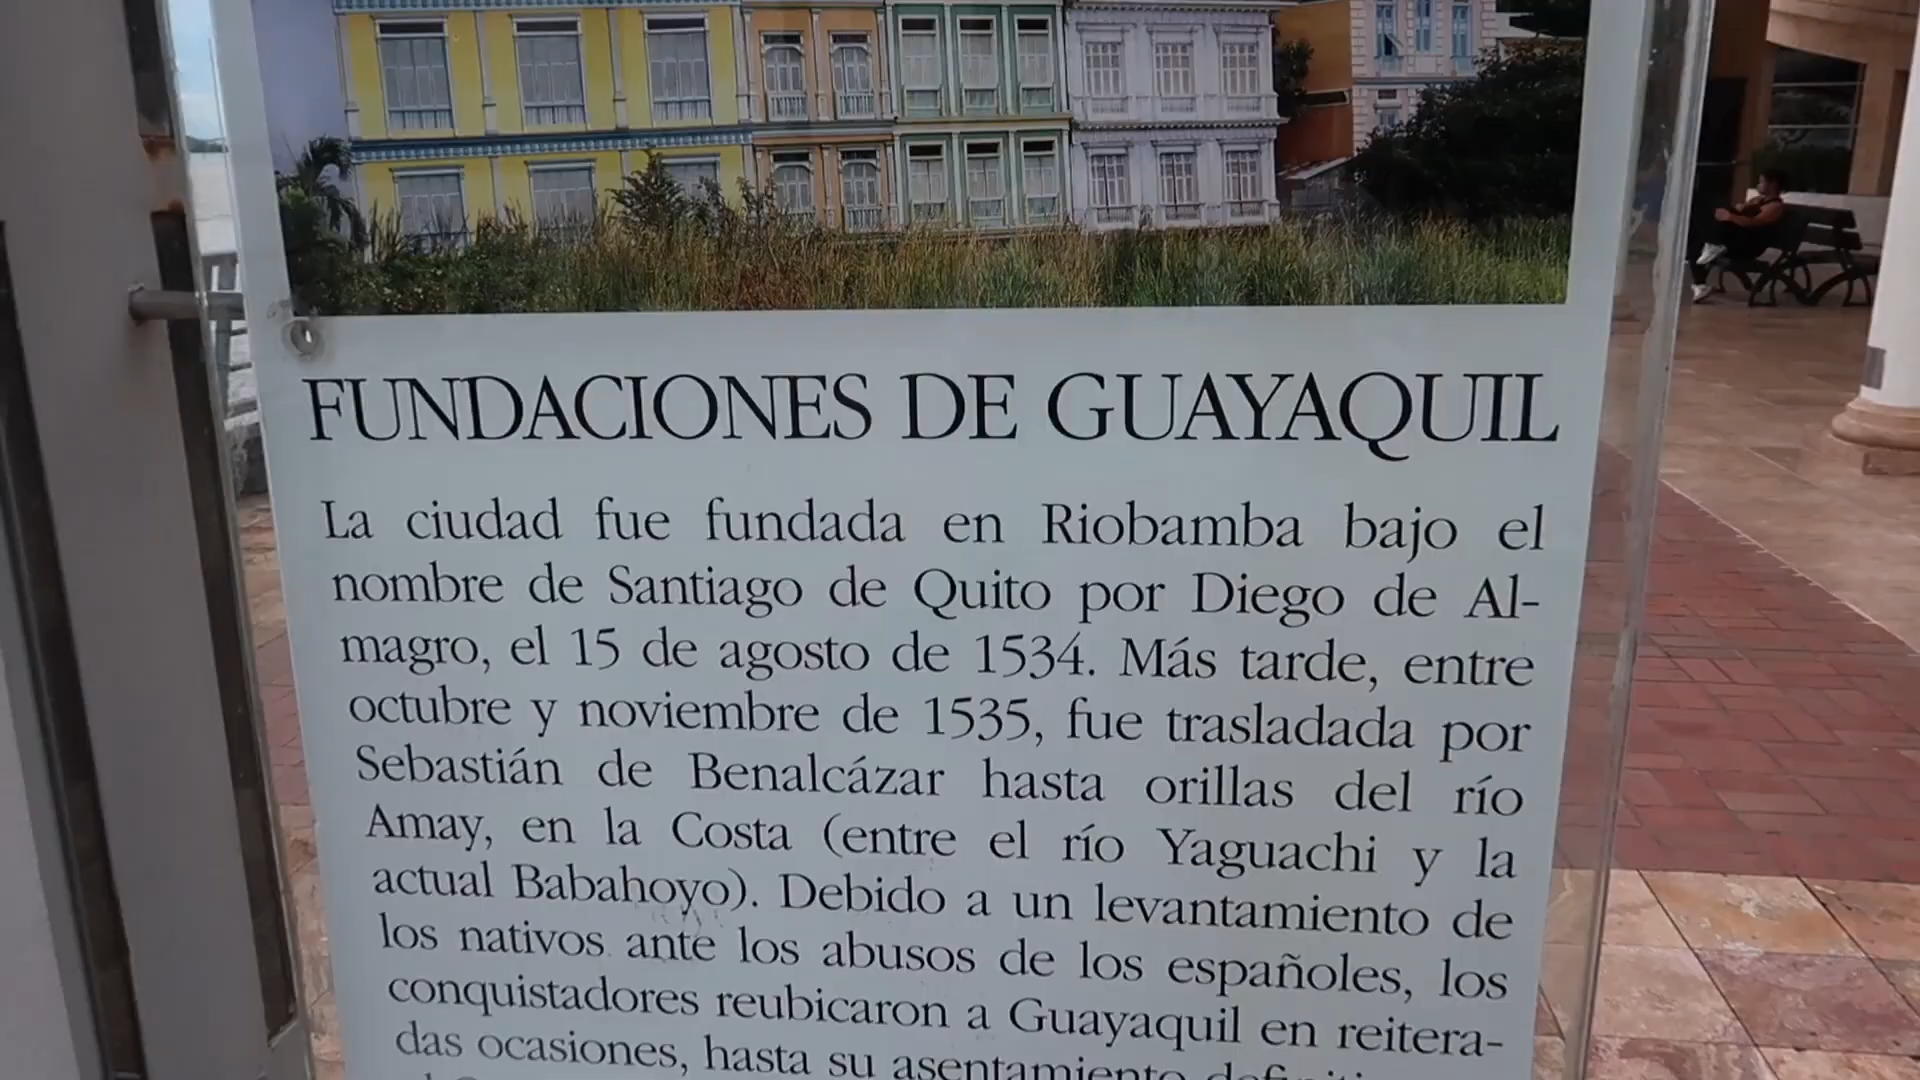 FUNDACIONES DE GUAYAQUIL
La ciudad fue fundada en Riobamba bajo el
nombre de Santiago de Quito por Diego de Al-
magro, el 15 de agosto de 1534. Más tarde, entre
octubre y noviembre de 1535, fue trasladada por
Sebastián de Benalcázar hasta orillas del río
Amay, en la Costa (entre el río Yaguachi y la
actual Babahoyo). Debido a un levantamiento de
los nativos ante los abusos de los españoles, los
conquistadores reubicaron a Guayaquil en reitera-
das ocasiones, hasta su asentamiento